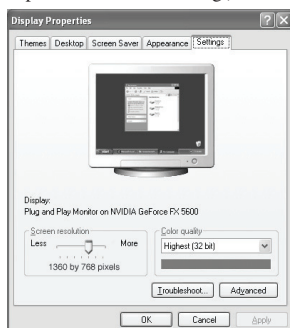 Display Properties
Themes Desktop Screen Saver Appearance Settings
Display:
Plug and Play Monitor on NVIDIA GeForce FX 5600
Screen resolution
Less More
1360 by 768 pixels
Color quality
Highest (32 bit)
Troubleshoot... Advanced
OK Cancel Apply